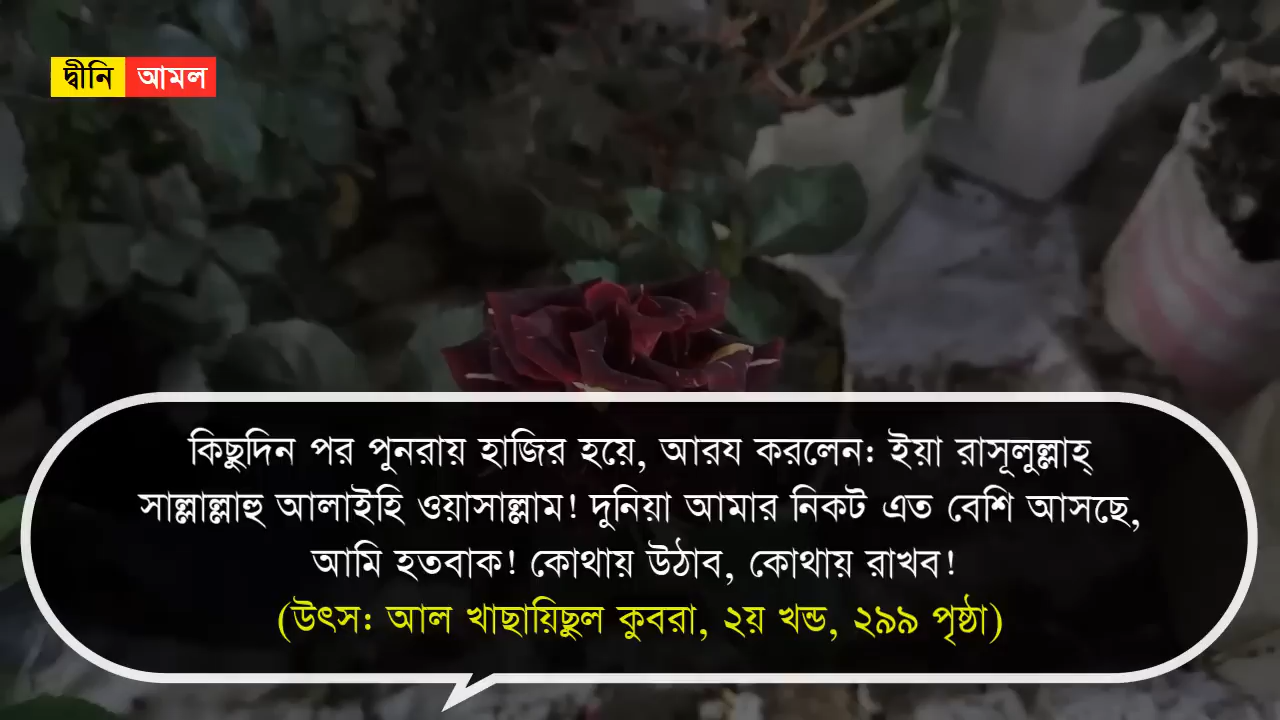 দ্বীনি আমল
কিছুদিন পর পুনরায় হাজির হয়ে, আরয করলেন: ইয়া রাসূলুল্লাহ্
সাল্লাল্লাহু আলাইহি ওয়াসাল্লাম! দুনিয়া আমার নিকট এত বেশি আসছে,
আমি হতবাক! কোথায় উঠাব, কোথায় রাখব!
(উৎস: আল খাছায়িছুল কুবরা, ২য় খন্ড, ২৯৯ পৃষ্ঠা)